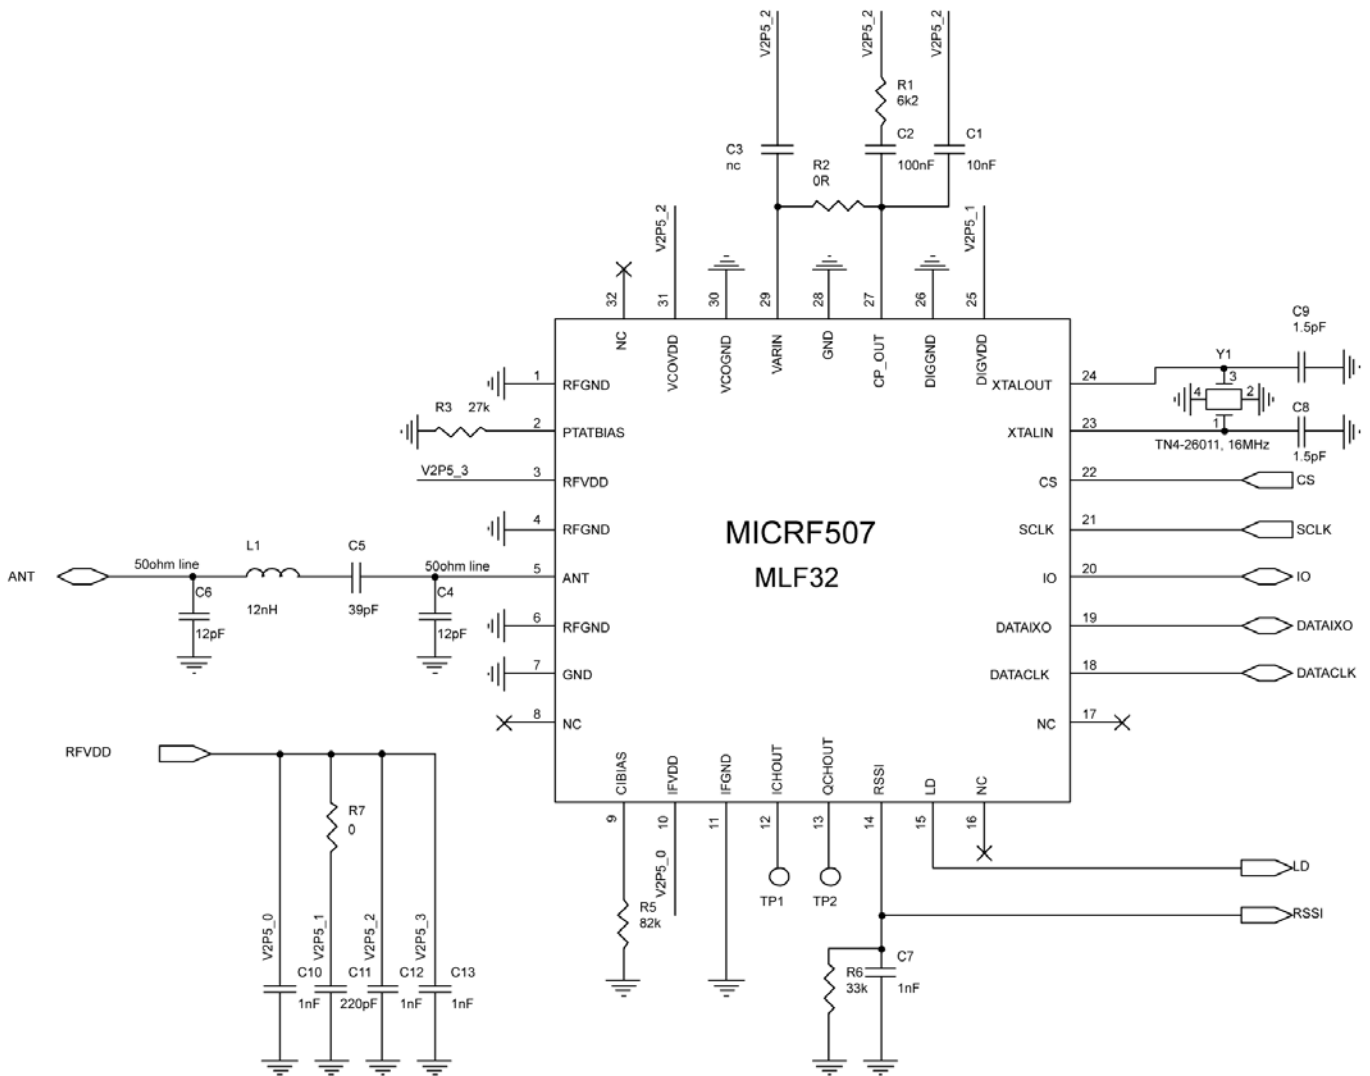 V2P5_2
V2P5_2
V2P5_2
R1
6k2
C3
nc
R2
0R
C2
100nF
C1
10nF
V2P5_2
V2P5_1
32
31
30
29
28
27
26
25
NC
VCOVDD
VCOGND
VARIN
GND
CP_OUT
DIGGND
DIGVDD
C9
1.5pF
Y1
3
4
2
1
TN4-26011, 16MHz
C8
1.5pF
1
RFGND
R3
27k
2
PTATBIAS
V2P5_3
3
RFVDD
4
RFGND
ANT
50ohm line
L1
12nH
C5
39pF
50ohm line
5
ANT
C6
12pF
C4
12pF
6
RFGND
7
GND
8
NC
MICRF507
MLF32
XTALOUT
24
XTALIN
23
CS
22
CS
SCLK
21
SCLK
IO
20
IO
DATAIXO
19
DATAIXO
DATACLK
18
DATACLK
NC
17
CIBIAS
IFVDD
IFGND
ICHOUT
QCHOUT
RSSI
LD
NC
9
10
11
12
13
14
15
16
RFVDD
R7
0
V2P5_0
V2P5_1
V2P5_2
V2P5_3
C10
1nF
C11
220pF
C12
1nF
C13
1nF
R5
82k
V2P5_0
TP1
TP2
LD
RSSI
R6
33k
C7
1nF